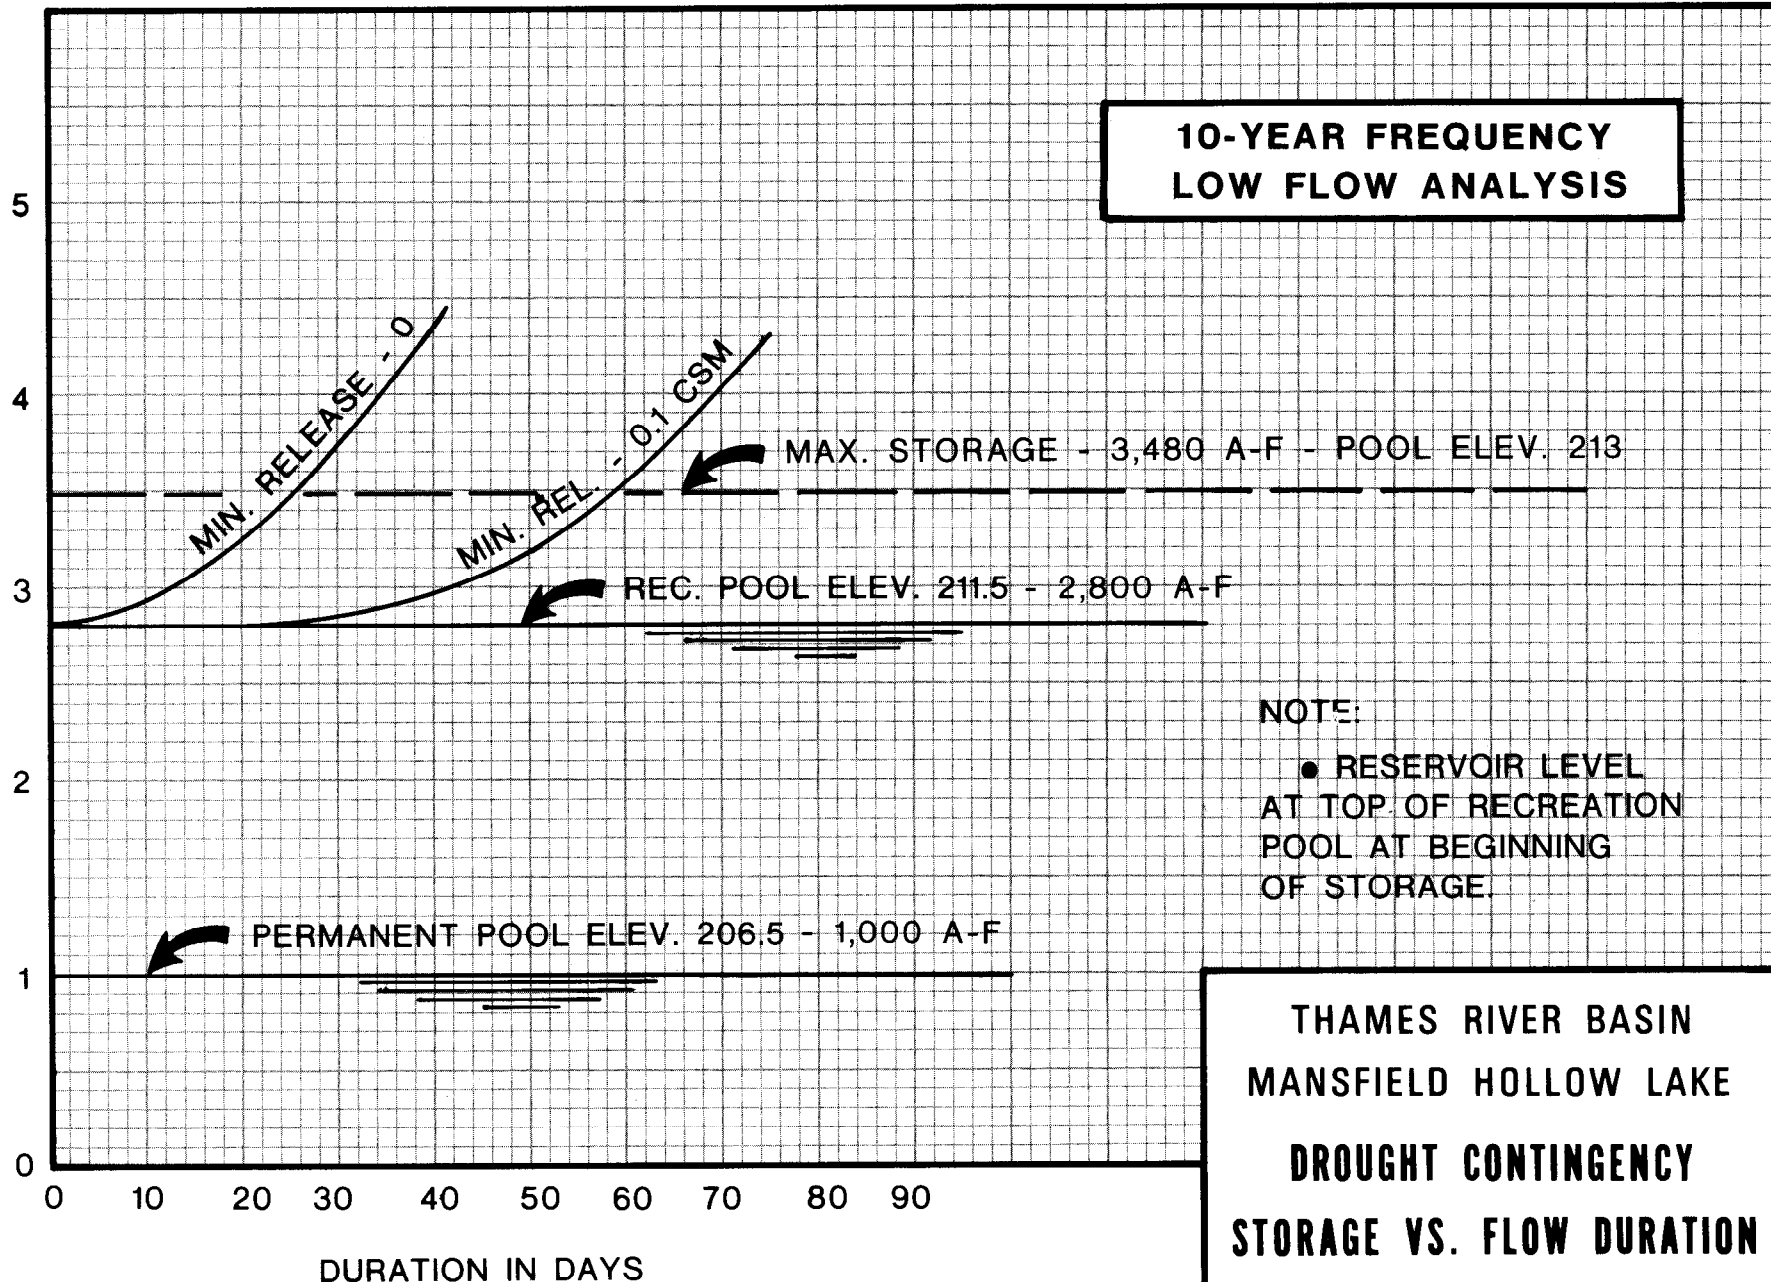 10-YEAR FREQUENCY
LOW FLOW ANALYSIS
5
4
3
2
1
0
MIN. RELEASE - 0
MIN. REL. - 0.1 CSM
MAX. STORAGE - 3,480 A-F - POOL ELEV. 213
REC. POOL ELEV. 211.5 - 2,800 A-F
NOTE:
● RESERVOIR LEVEL
AT TOP OF RECREATION
POOL AT BEGINNING
OF STORAGE.
PERMANENT POOL ELEV. 206.5 - 1,000 A-F
0 10 20 30 40 50 60 70 80 90
DURATION IN DAYS
THAMES RIVER BASIN
MANSFIELD HOLLOW LAKE
DROUGHT CONTINGENCY
STORAGE VS. FLOW DURATION